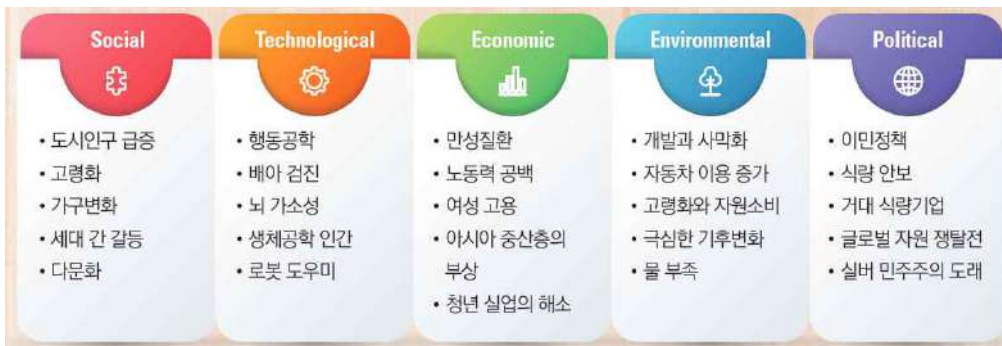 Social
• 도시인구 급증
• 고령화
• 가구변화
• 세대 간 갈등
• 다문화
Technological
• 행동공학
• 배아 검진
• 뇌 가소성
• 생체공학 인간
• 로봇 도우미
Economic
• 만성질환
• 노동력 공백
• 여성 고용
• 아시아 중산층의
부상
• 청년 실업의 해소
Environmental
• 개발과 사막화
• 자동차 이용 증가
• 고령화와 자원소비
• 극심한 기후변화
• 물 부족
Political
• 이민정책
• 식량 안보
• 거대 식량기업
• 글로벌 자원 쟁탈전
• 실버 민주주의 도래